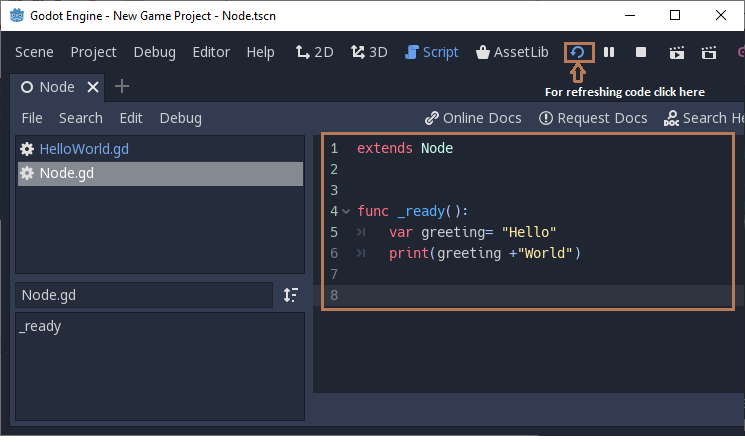 Godot Engine - New Game Project - Node.tscn
Scene Project Debug Editor Help 2D 3D Script AssetLib
For refreshing code click here
Node
File Search Edit Debug Online Docs Request Docs Search He
HelloWorld.gd
Node.gd
Node.gd
_ready
1 extends Node
2
3
4 func _ready():
5 var greeting= "Hello"
6 print(greeting +"World")
7
8